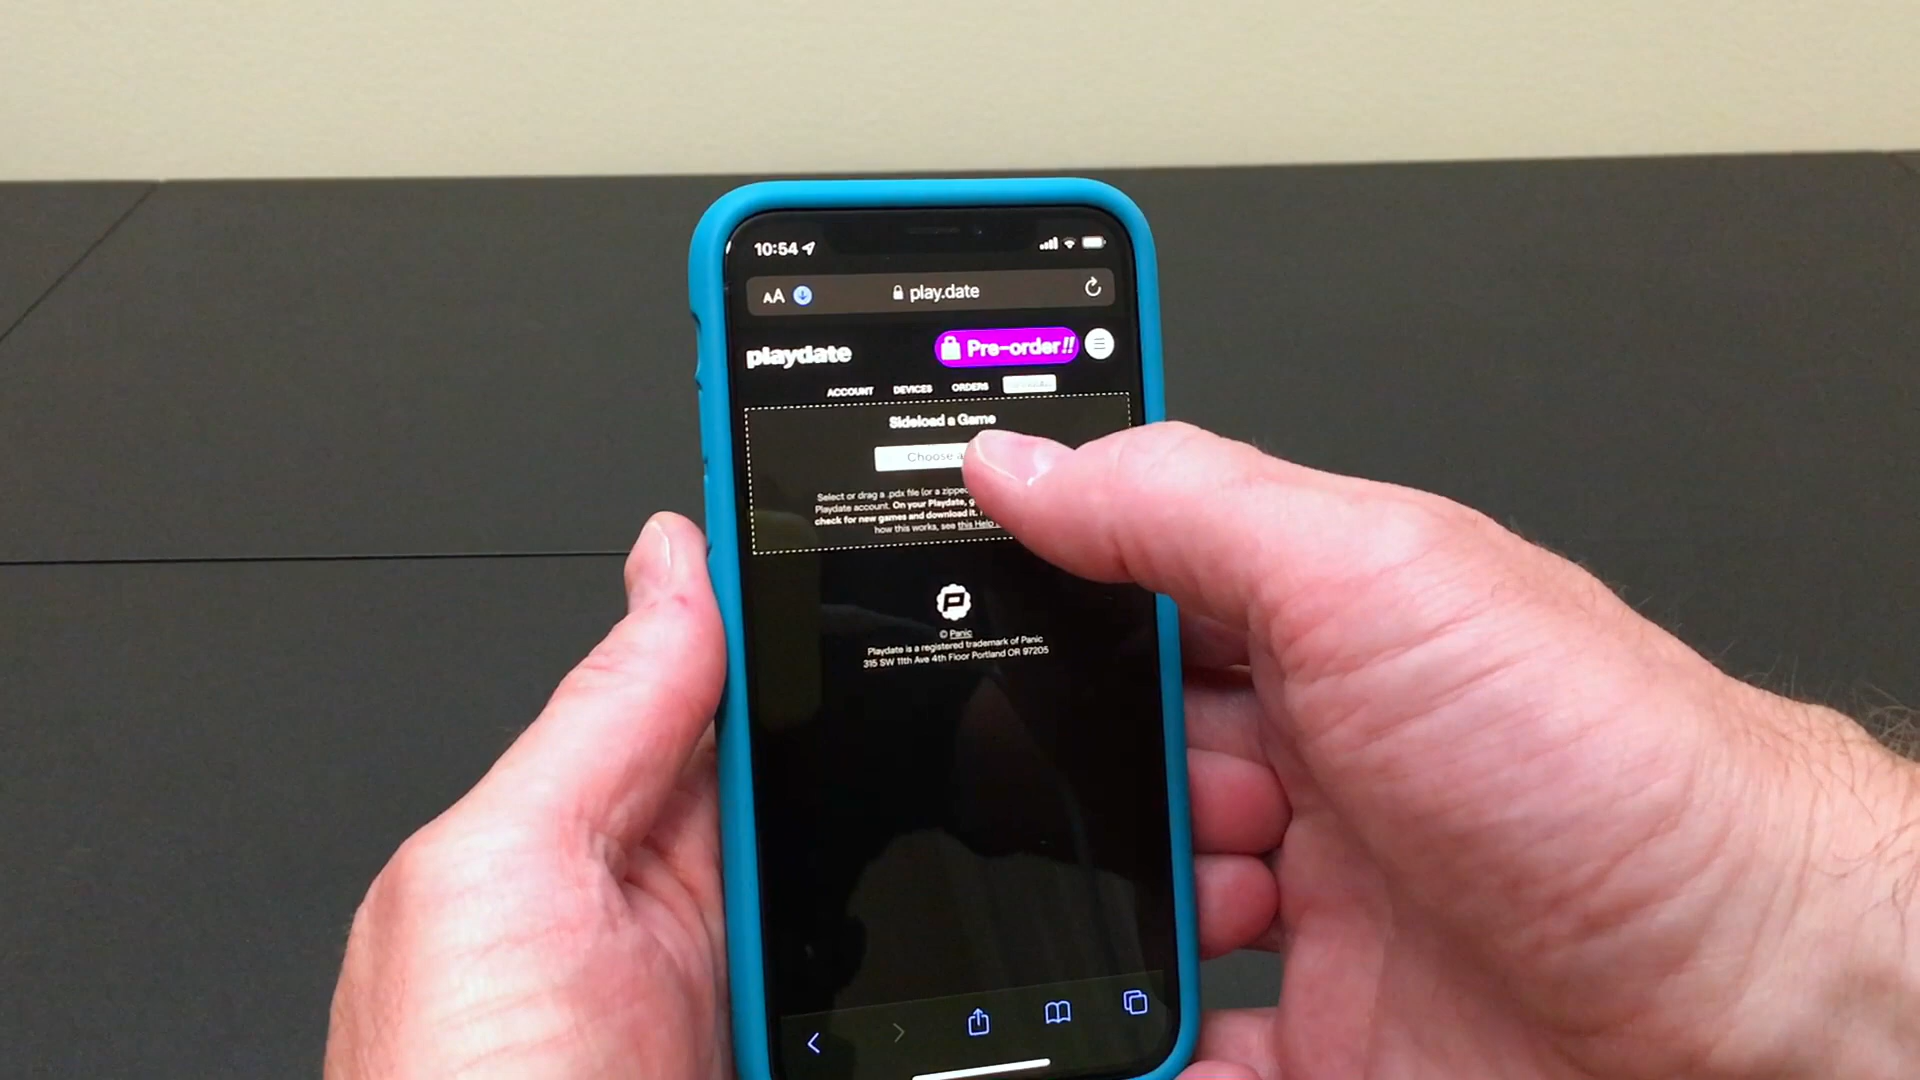 10:54
AA play.date
playdate Pre-order!!
ACCOUNT DEVICES ORDERS
Sideload a Game
Choose a
Select or drag a .pdx file (or a zipped
Playdate account. On your Playdate,
check for new games and download it.
how this works, see this Help
P
© Panic
Playdate is a registered trademark of Panic
315 SW 11th Ave 4th Floor Portland OR 97205